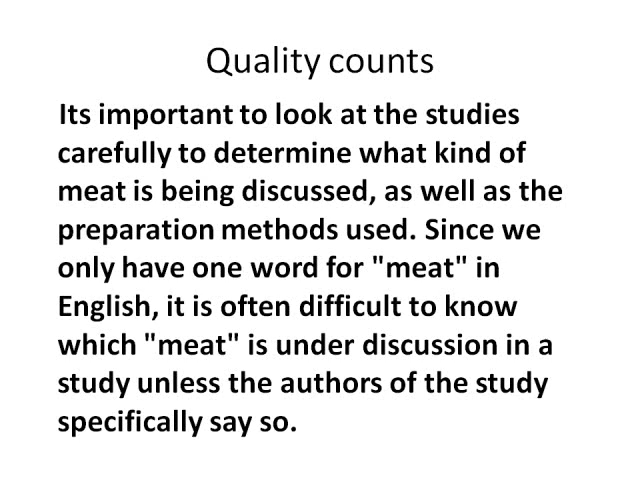 Quality counts
Its important to look at the studies
carefully to determine what kind of
meat is being discussed, as well as the
preparation methods used. Since we
only have one word for "meat" in
English, it is often difficult to know
which "meat" is under discussion in a
study unless the authors of the study
specifically say so.